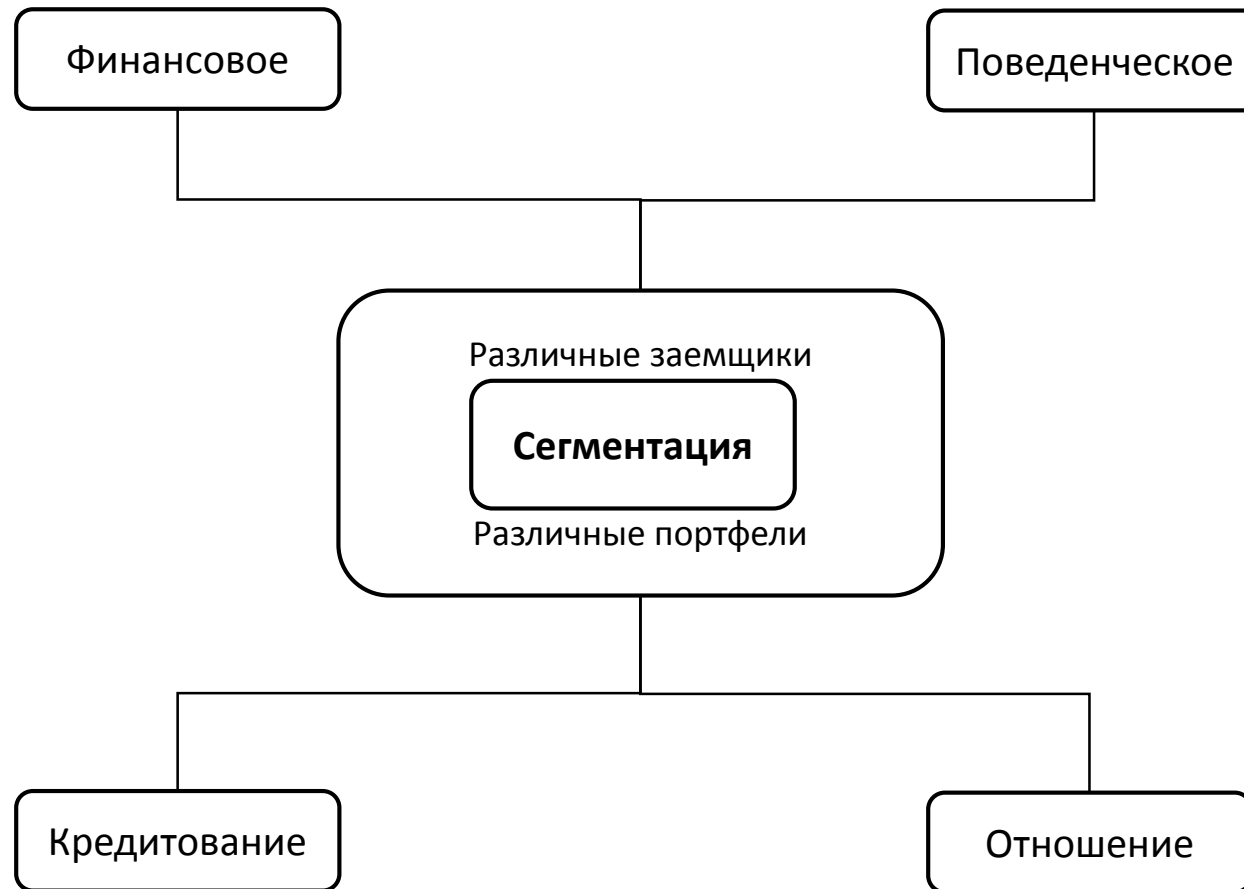 Финансовое
Поведенческое
Различные заемщики
Сегментация
Различные портфели
Кредитование
Отношение